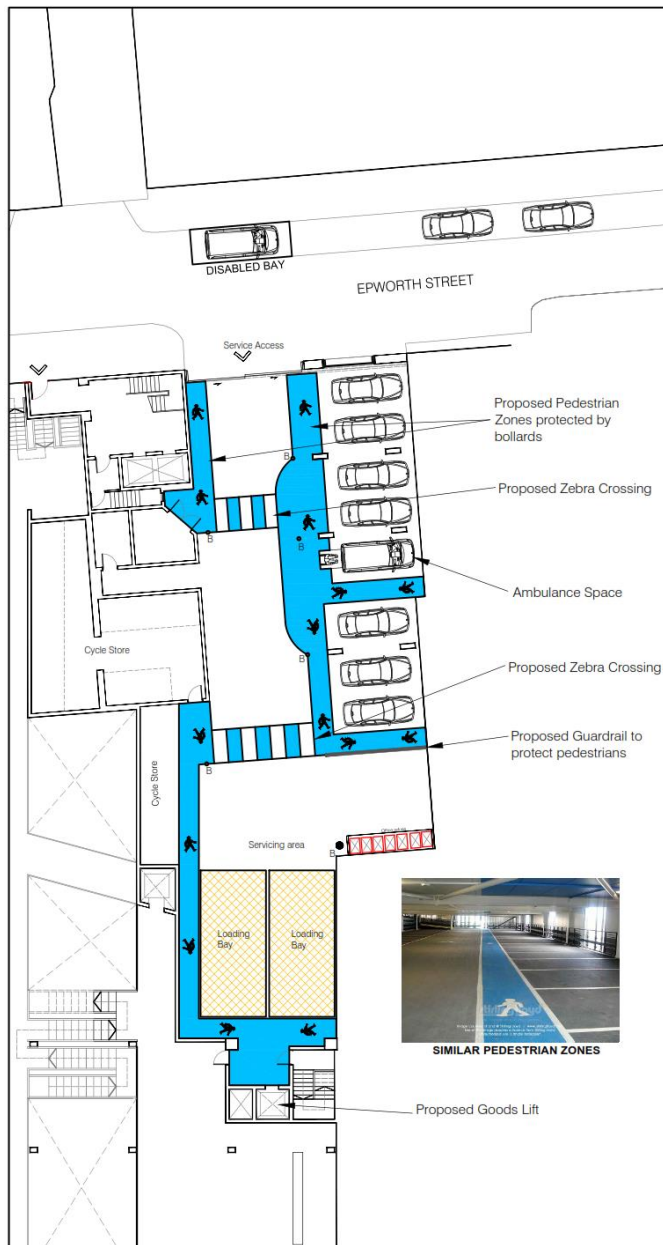 DISABLED BAY
EPWORTH STREET
Service Access
Proposed Pedestrian
Zones protected by
bollards
B
Proposed Zebra Crossing
B
B
Ambulance Space
Cycle Store
B
Proposed Zebra Crossing
Proposed Guardrail to
protect pedestrians
B
Cycle Store
Servicing area
B
Loading
Bay
Loading
Bay
SIMILAR PEDESTRIAN ZONES
Proposed Goods Lift